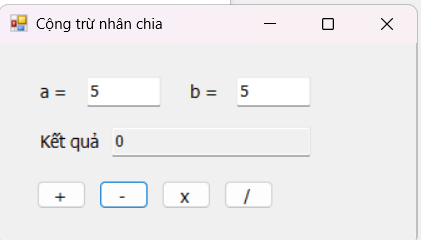 Cộng trừ nhân chia
a = 5 b = 5
Kết quả 0
+ - x /